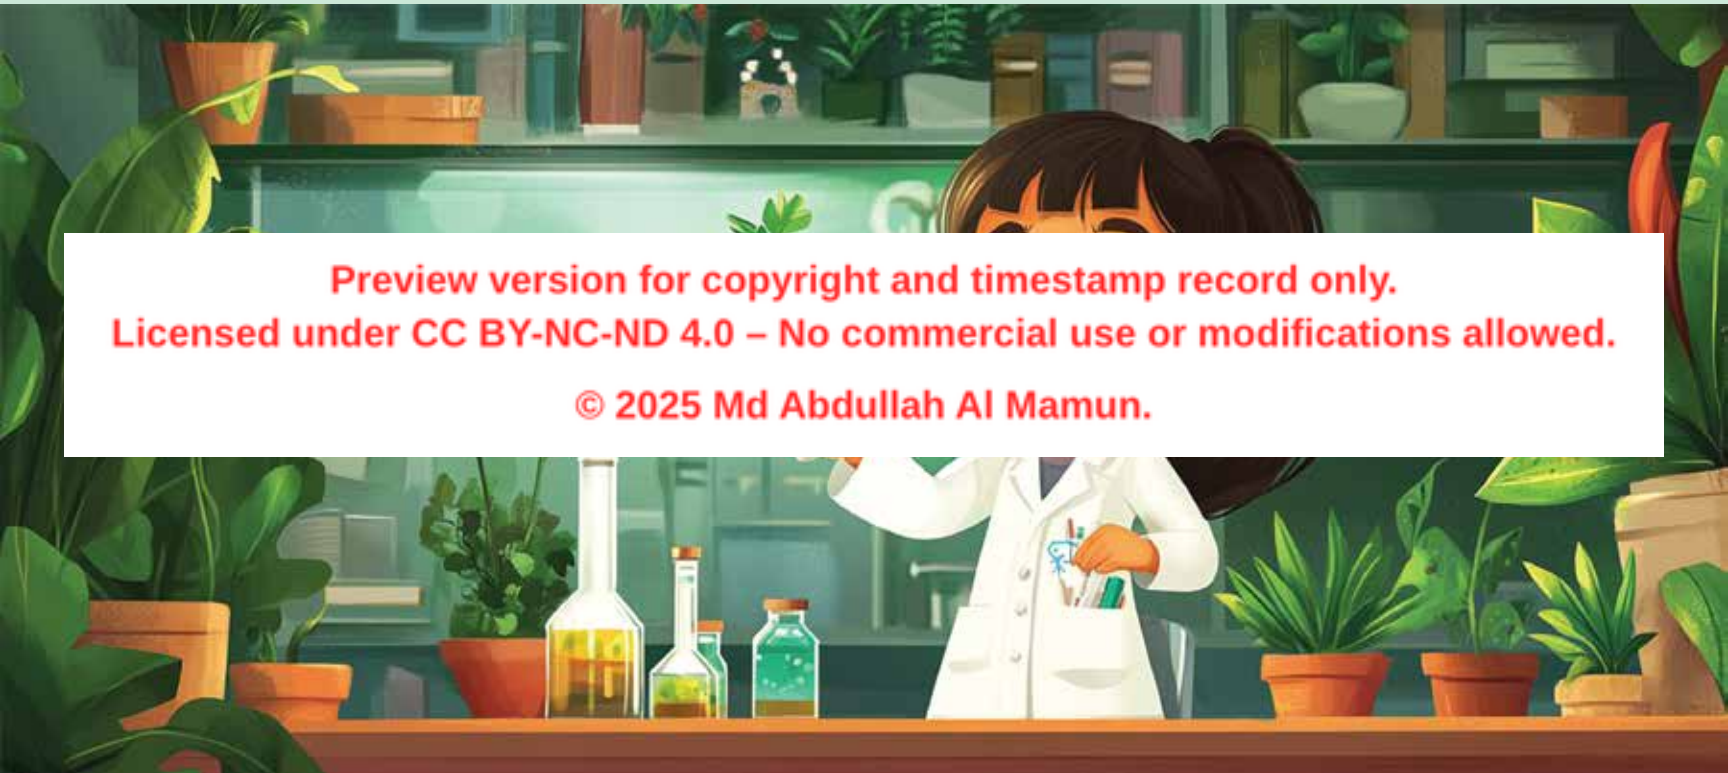 Preview version for copyright and timestamp record only.
Licensed under CC BY-NC-ND 4.0 – No commercial use or modifications allowed.
© 2025 Md Abdullah Al Mamun.